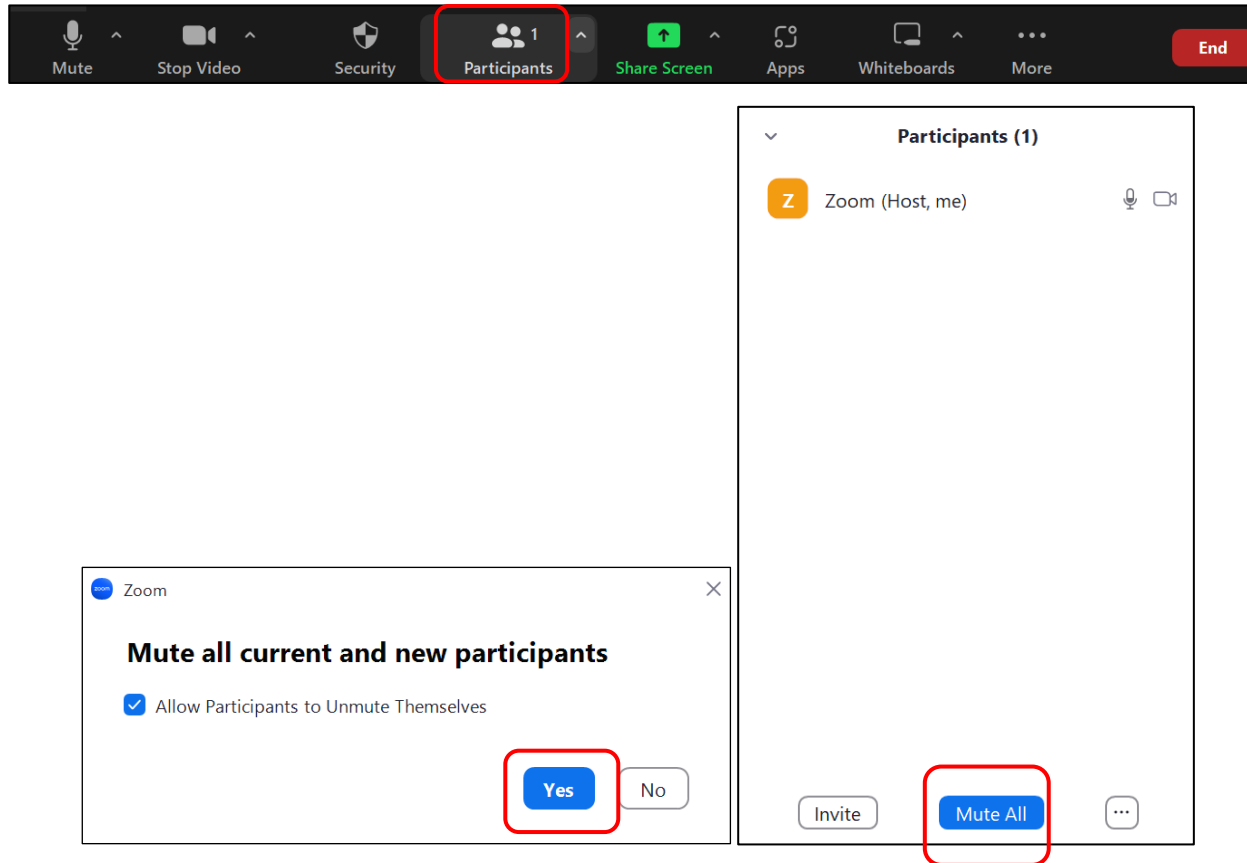 1
Mute Stop Video Security Participants Share Screen Apps Whiteboards More End
Participants (1)
Z Zoom (Host, me)
zoom Zoom
Mute all current and new participants
Allow Participants to Unmute Themselves
Yes No
Invite Mute All